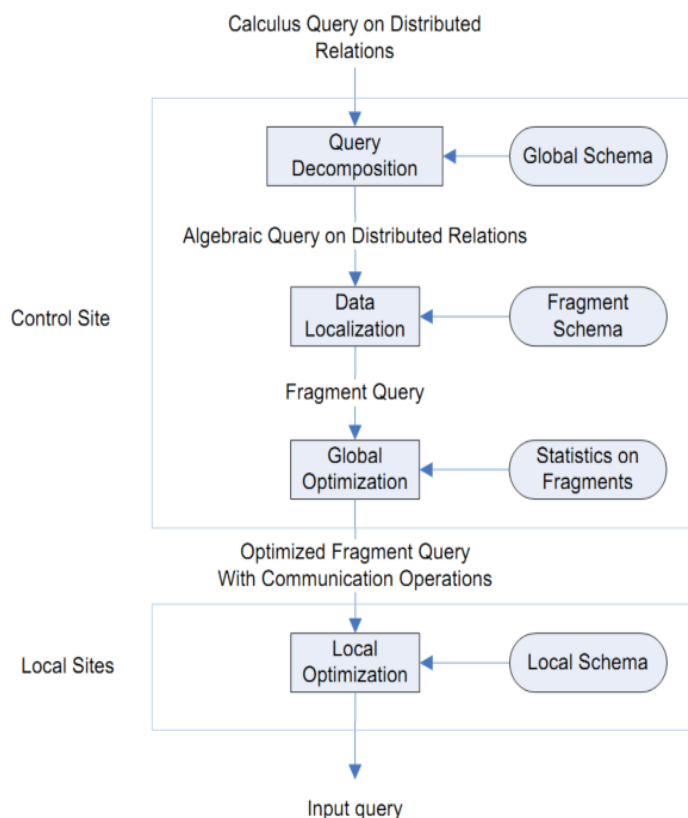 Calculus Query on Distributed
Relations
Query
Decomposition
Global Schema
Algebraic Query on Distributed Relations
Control Site
Data
Localization
Fragment
Schema
Fragment Query
Global
Optimization
Statistics on
Fragments
Optimized Fragment Query
With Communication Operations
Local Sites
Local
Optimization
Local Schema
Input query